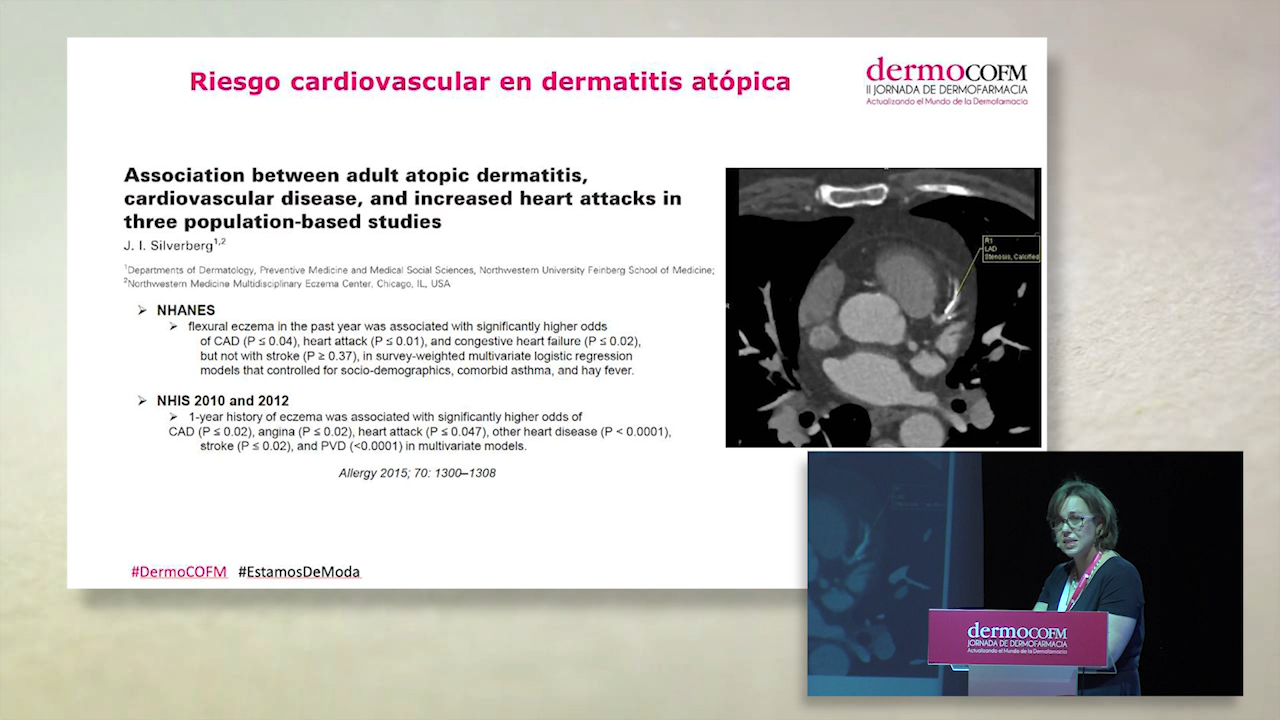 Riesgo cardiovascular en dermatitis atópica
dermoCOFM
II JORNADA DE DERMOFARMACIA
Actualizando el Mundo de la Dermofarmacia
Association between adult atopic dermatitis,
cardiovascular disease, and increased heart attacks in
three population-based studies
J. I. Silverberg1,2
1Departments of Dermatology, Preventive Medicine and Medical Social Sciences, Northwestern University Feinberg School of Medicine;
2Northwestern Medicine Multidisciplinary Eczema Center, Chicago, IL, USA
➢ NHANES
➢ flexural eczema in the past year was associated with significantly higher odds
of CAD (P ≤ 0.04), heart attack (P ≤ 0.01), and congestive heart failure (P ≤ 0.02),
but not with stroke (P ≥ 0.37), in survey-weighted multivariate logistic regression
models that controlled for socio-demographics, comorbid asthma, and hay fever.
➢ NHIS 2010 and 2012
➢ 1-year history of eczema was associated with significantly higher odds of
CAD (P ≤ 0.02), angina (P ≤ 0.02), heart attack (P ≤ 0.047), other heart disease (P < 0.0001),
stroke (P ≤ 0.02), and PVD (<0.0001) in multivariate models.
Allergy 2015; 70: 1300–1308
R1
LAD
Stenosis, Calcified
#DermoCOFM #EstamosDeModa
dermoCOFM
JORNADA DE DERMOFARMACIA
Actualizando el Mundo de la Dermofarmacia